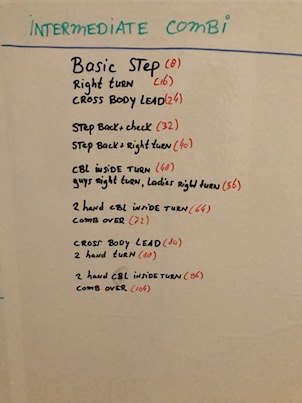 INTERMEDIATE COMBi
Basic Step (8)
Right turn (16)
CROSS BODY LEAD (24)
Step Back + check (32)
Step Back + Right turn (40)
CBL inside TURN (48)
guys right turn, Ladies Right turn (56)
2 hand CBL inside TURN (64)
COMB OVER (72)
CROSS BODY LEAD (80)
2 hand TURN (88)
2 hand CBL INSIDE TURN (96)
COMB OVER (104)